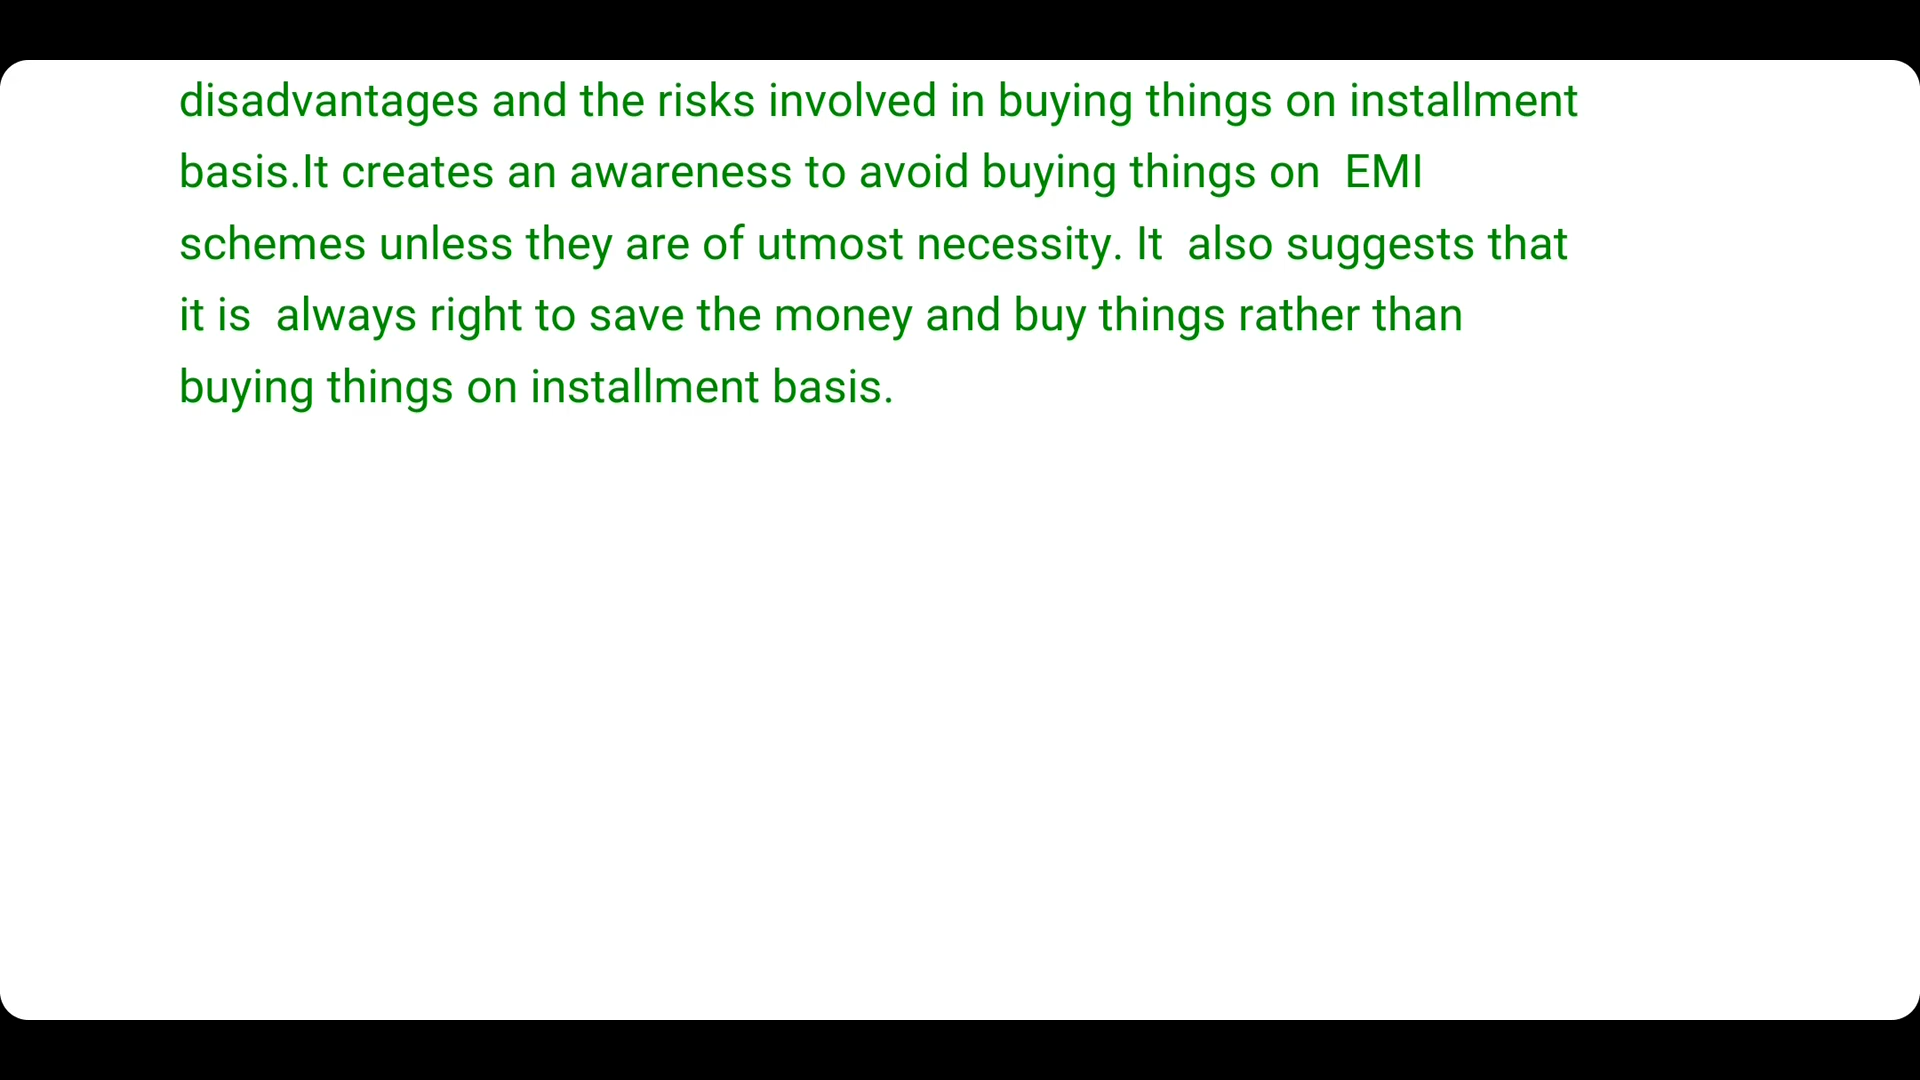 disadvantages and the risks involved in buying things on installment
basis.It creates an awareness to avoid buying things on  EMI
schemes unless they are of utmost necessity. It  also suggests that
it is  always right to save the money and buy things rather than
buying things on installment basis.